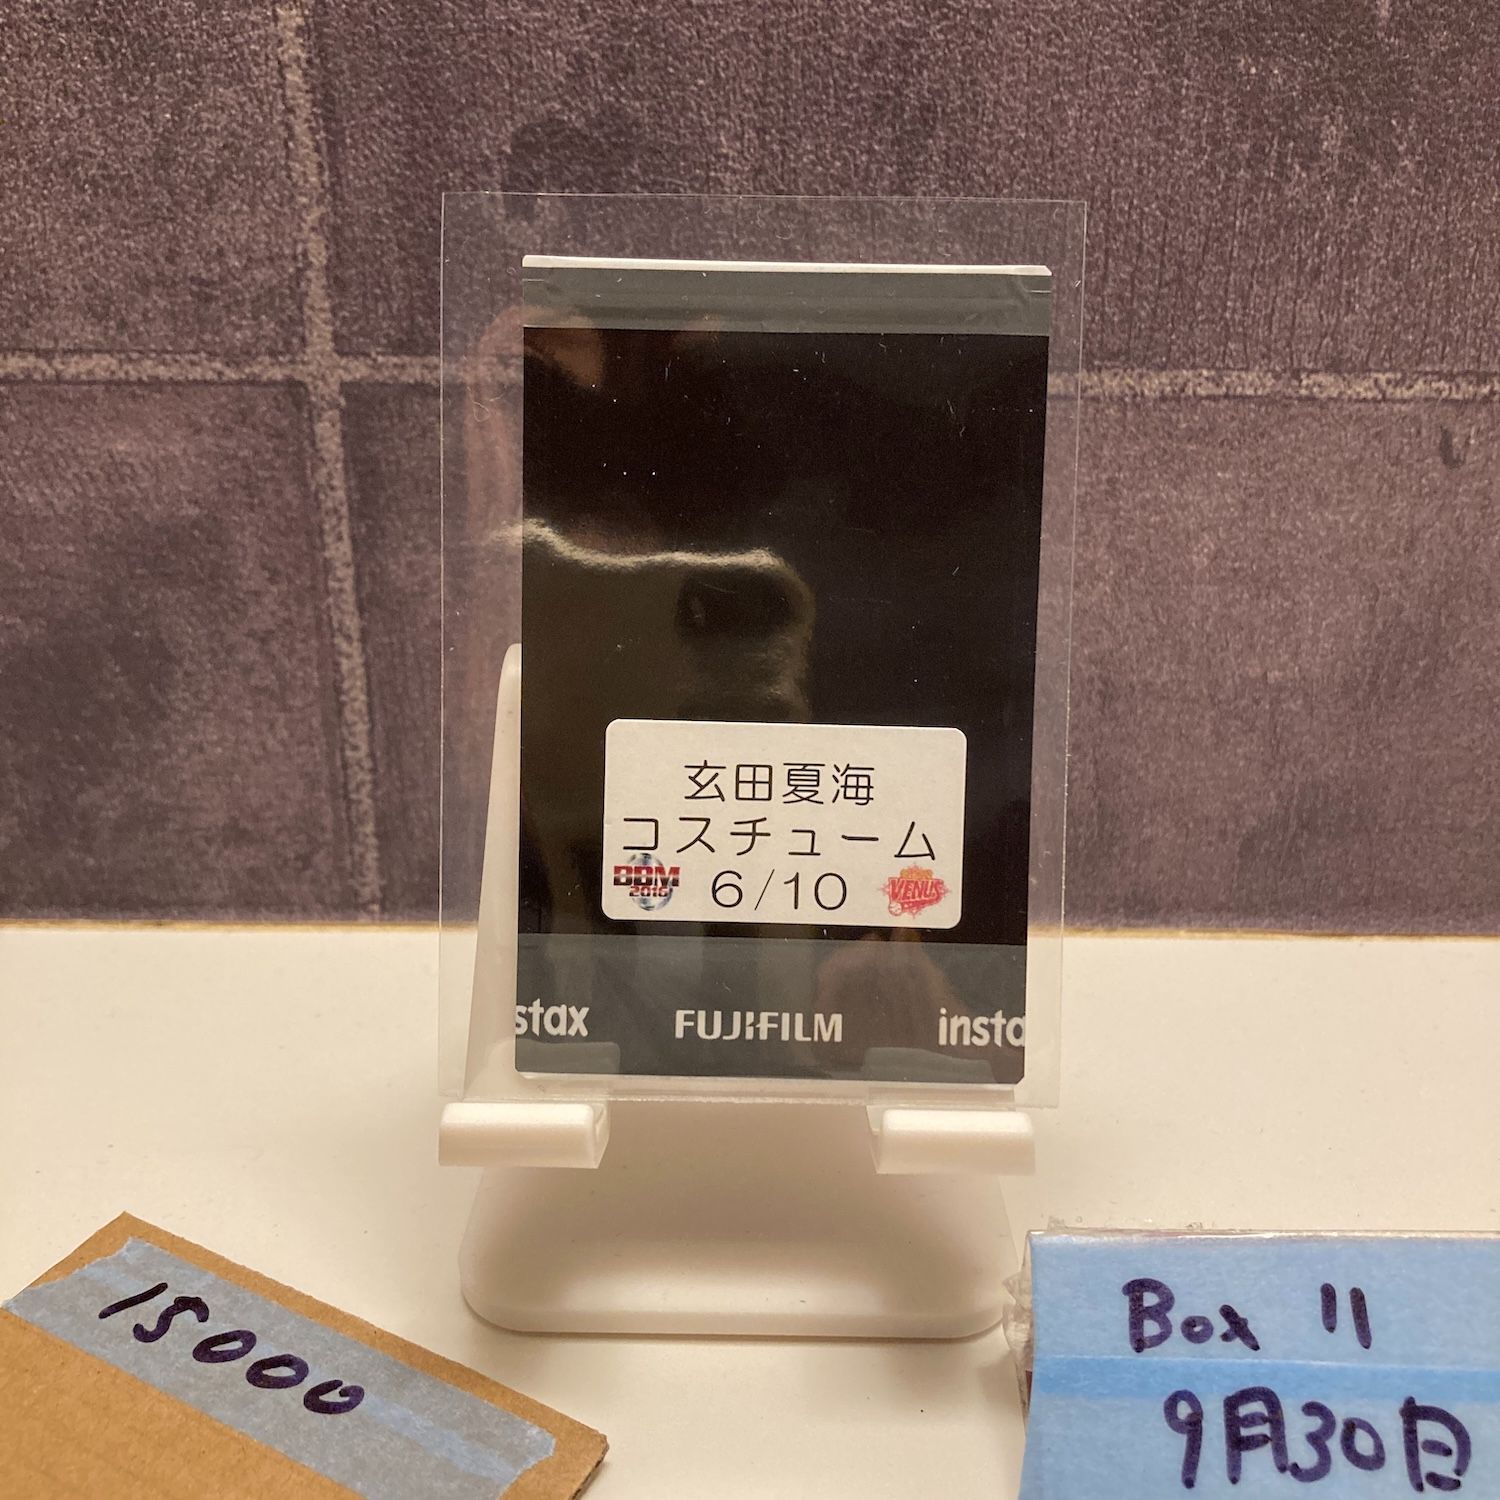 玄田夏海
コスチューム
BBM
2016
6/10
VENUS
stax
FUJIFILM
insta
15000
Box 11
9月30日